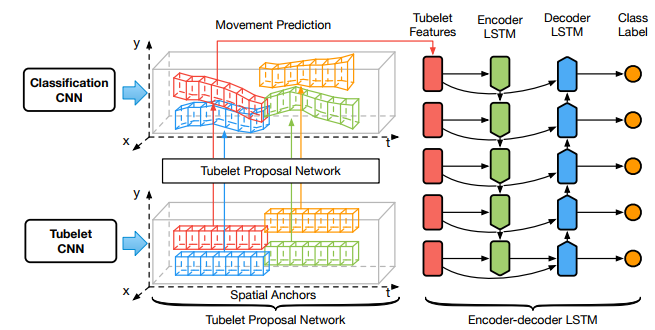 Movement Prediction
Tubelet
Features
Encoder
LSTM
Decoder
LSTM
Class
Label
y
Classification
CNN
x
t
Tubelet Proposal Network
y
Tubelet
CNN
x
Spatial Anchors
t
Tubelet Proposal Network
Encoder-decoder LSTM